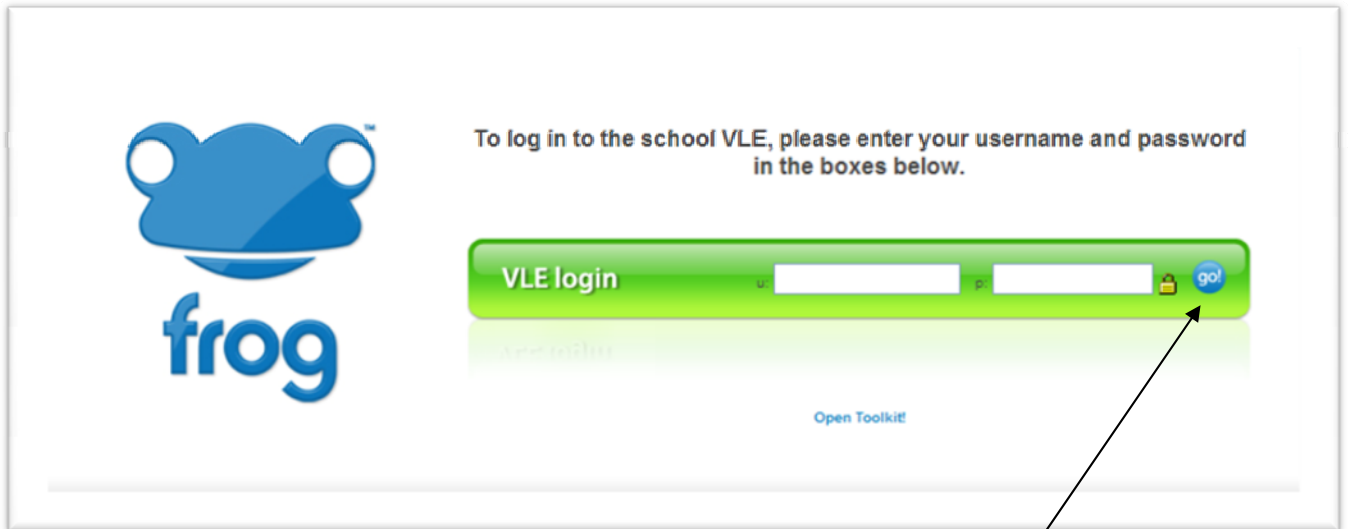 frog
™
To log in to the school VLE, please enter your username and password
in the boxes below.
VLE login u: p: go!
Open Toolkit!